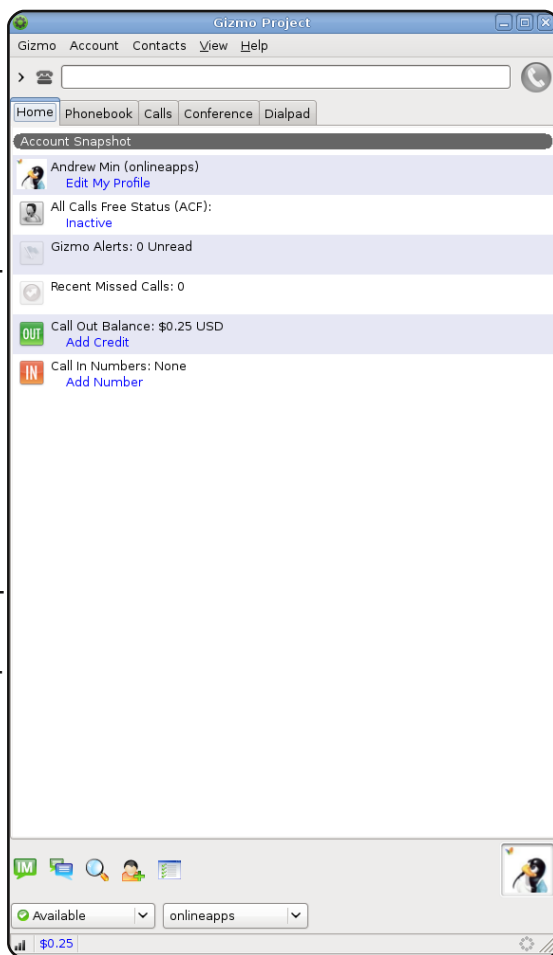 Gizmo Project
Gizmo Account Contacts View Help
Home Phonebook Calls Conference Dialpad
Account Snapshot
Andrew Min (onlineapps)
Edit My Profile
All Calls Free Status (ACF):
Inactive
Gizmo Alerts: 0 Unread
Recent Missed Calls: 0
OUT Call Out Balance: $0.25 USD
Add Credit
IN Call In Numbers: None
Add Number
IM
Available onlineapps
$0.25